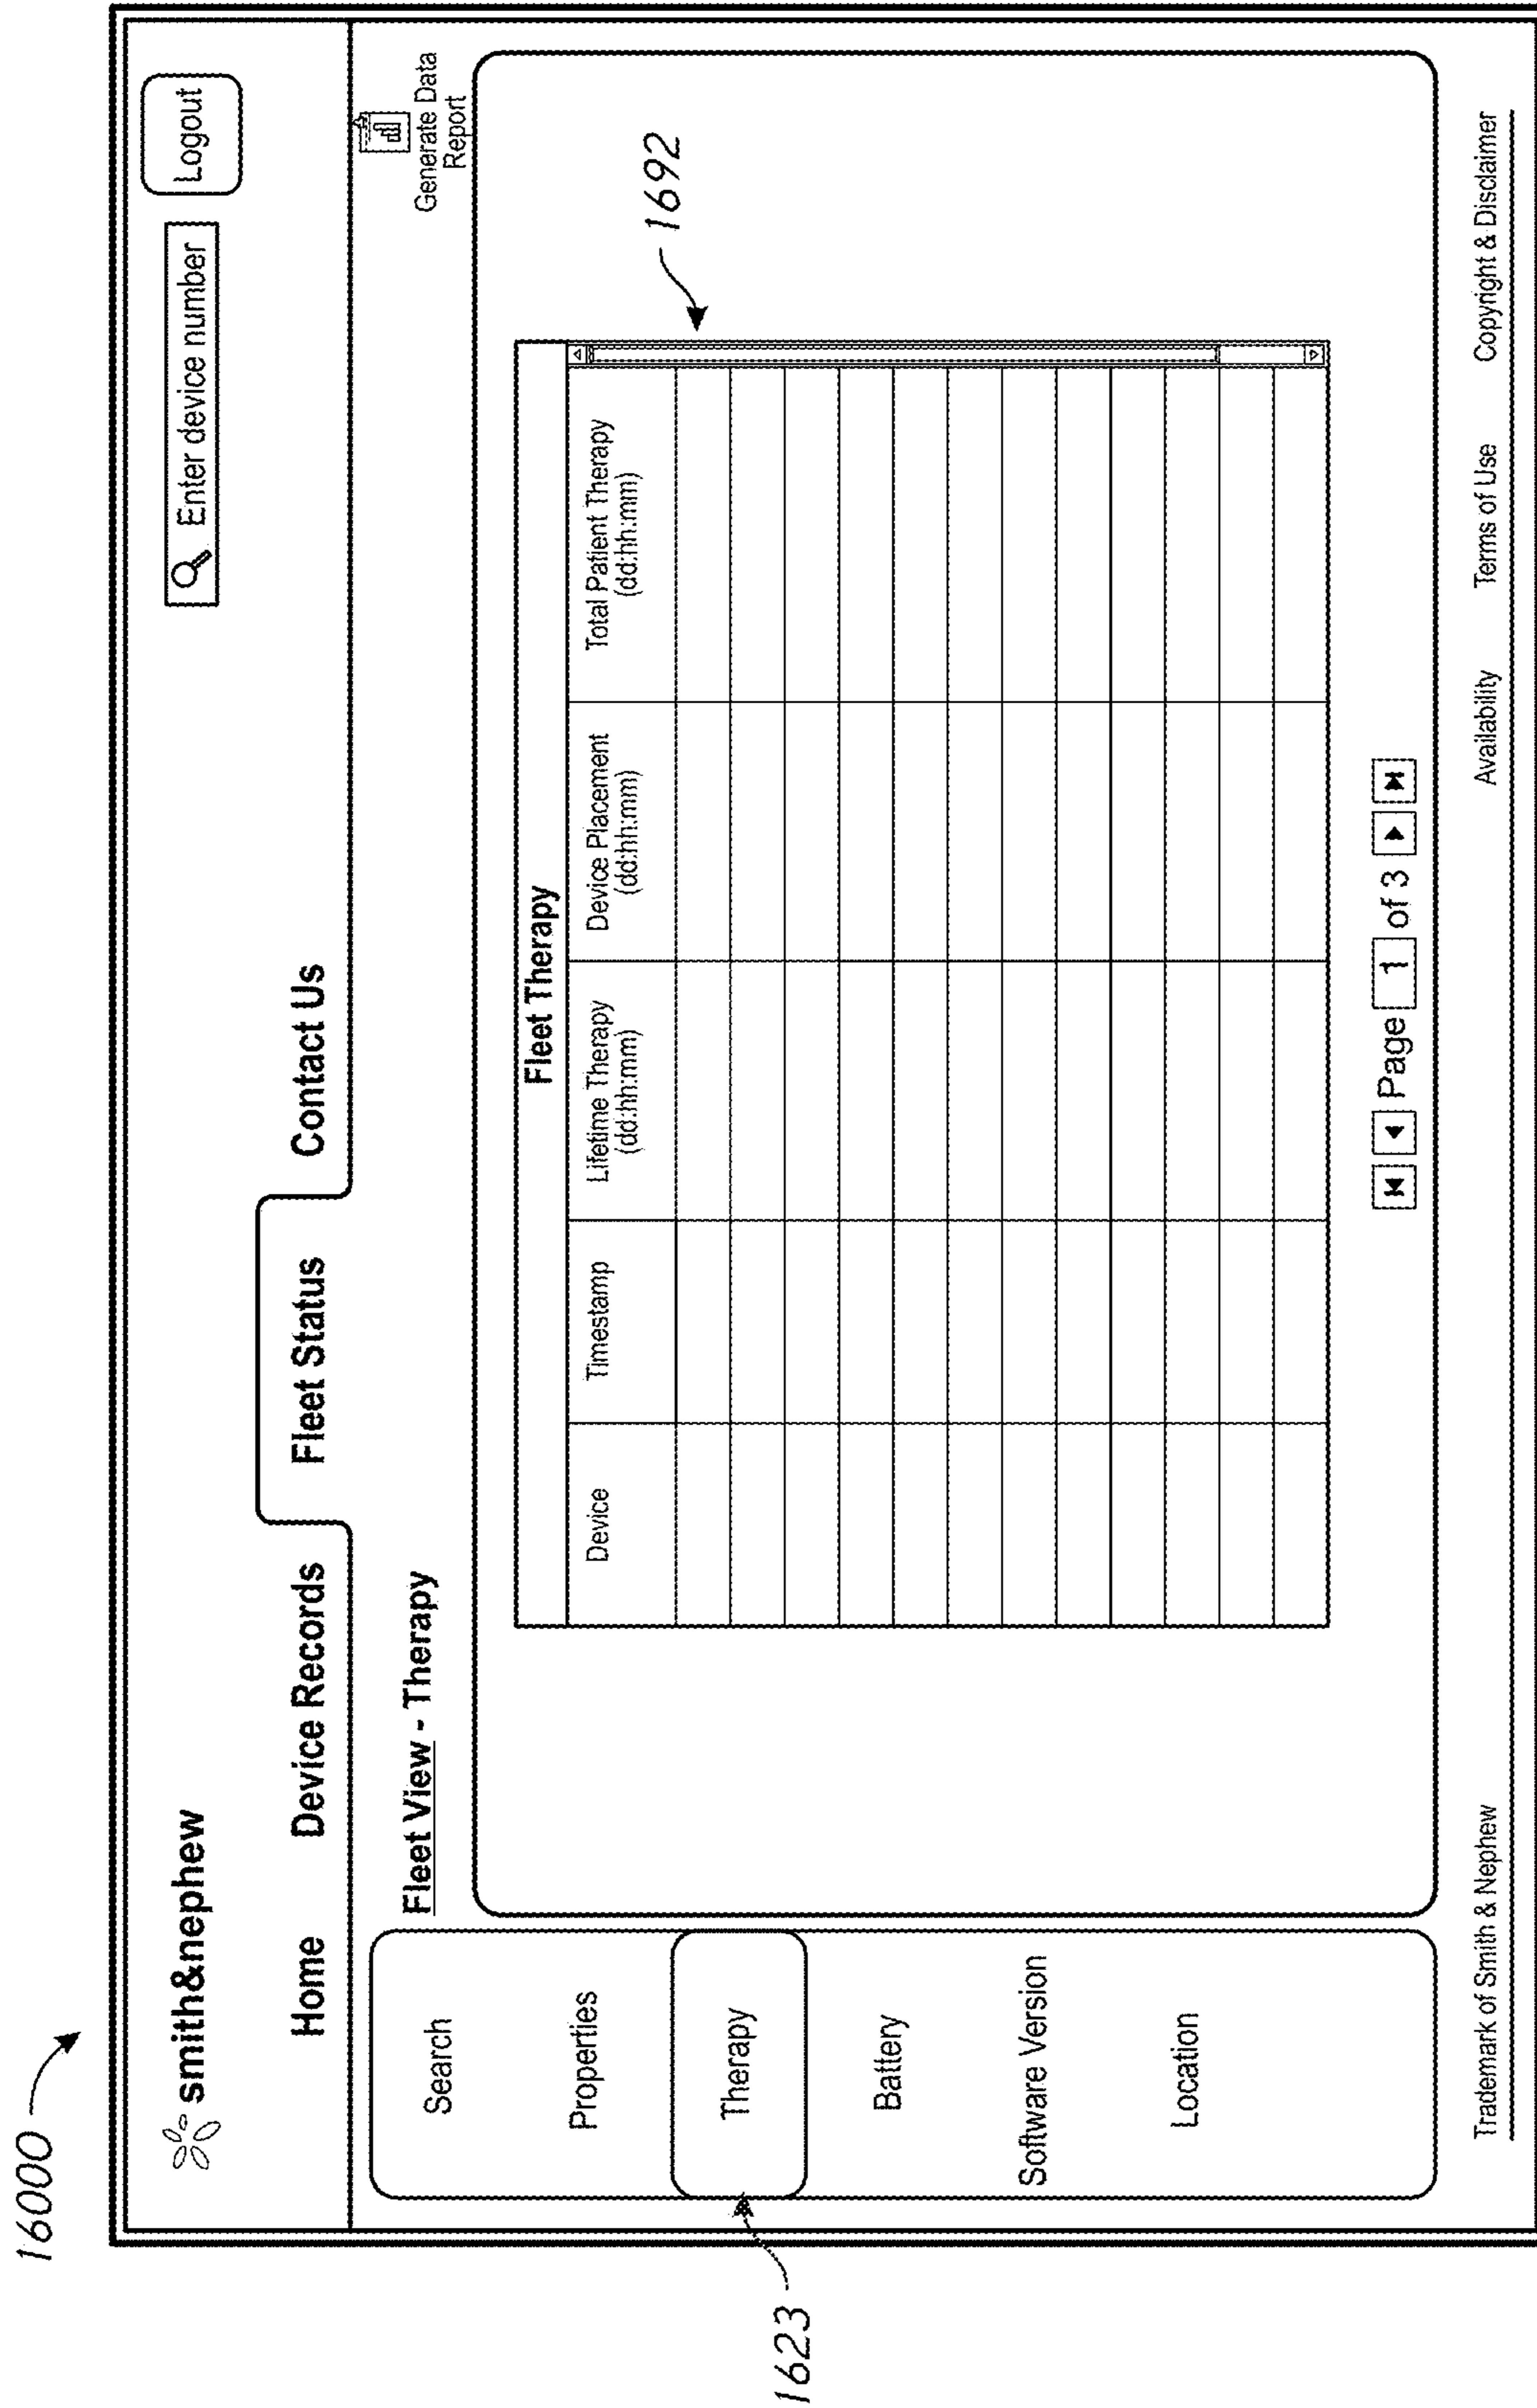 16000
smith&nephew
Enter device number
Logout
Home
Device Records
Fleet Status
Contact Us
Fleet View - Therapy
Generate Data
Report
Search
Properties
Therapy
Battery
Software Version
Location
1623
Fleet Therapy
Device
Timestamp
Lifetime Therapy
(dd:hh:mm)
Device Placement
(dd:hh:mm)
Total Patient Therapy
(dd:hh:mm)
1692
Page 1 of 3
Trademark of Smith & Nephew
Availability
Terms of Use
Copyright & Disclaimer